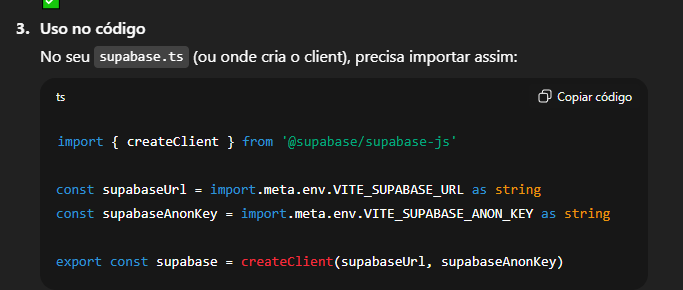 3. Uso no código
No seu supabase.ts (ou onde cria o client), precisa importar assim:
ts
Copiar código
import { createClient } from '@supabase/supabase-js'
const supabaseUrl = import.meta.env.VITE_SUPABASE_URL as string
const supabaseAnonKey = import.meta.env.VITE_SUPABASE_ANON_KEY as string
export const supabase = createClient(supabaseUrl, supabaseAnonKey)